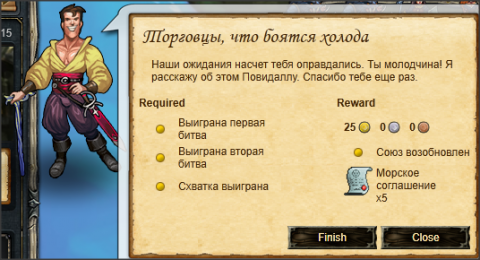 15
Торговцы, что боятся холода
Наши ожидания насчет тебя оправдались. Ты молодчина! Я
расскажу об этом Повидаллу. Спасибо тебе еще раз.
Required
Выиграна первая
битва
Выиграна вторая
битва
Схватка выиграна
Reward
25 0 0
Союз возобновлен
Морское
соглашение
x5
Finish
Close